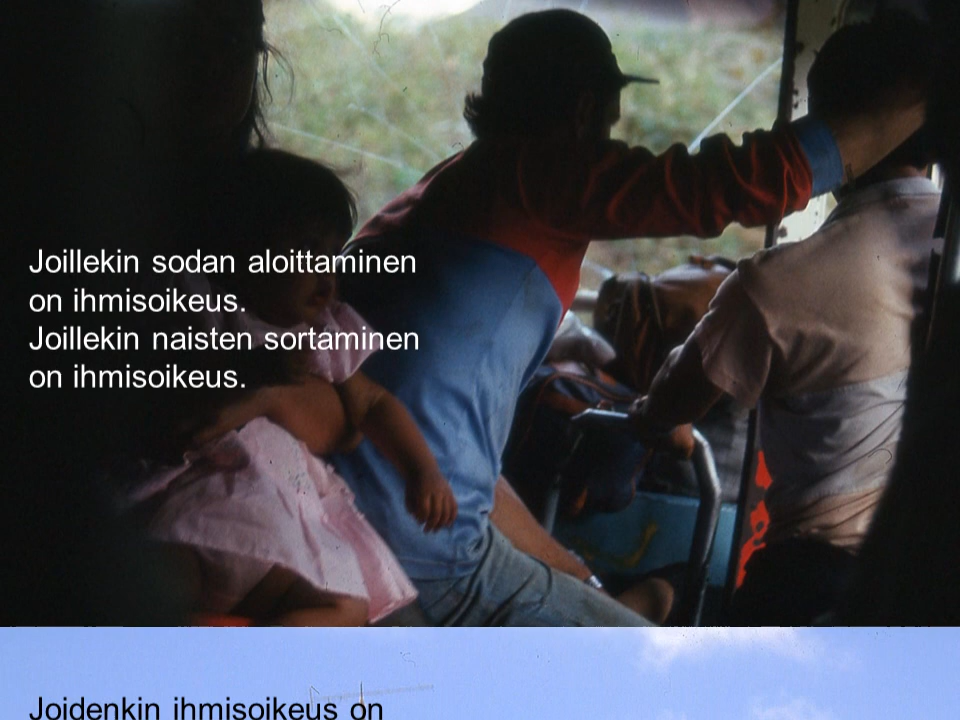 Joillekin sodan aloittaminen
on ihmisoikeus.
Joillekin naisten sortaminen
on ihmisoikeus.
Joidenkin ihmisoikeus on